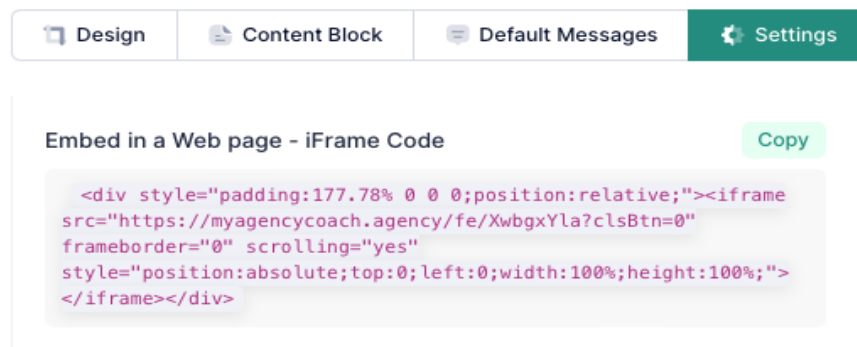 Design
Content Block
Default Messages
Settings
Embed in a Web page - iFrame Code
Copy
<div style="padding:177.78% 0 0 0;position:relative;"><iframe
src="https://myagencycoach.agency/fe/XwbgxYla?clsBtn=0"
frameborder="0" scrolling="yes"
style="position:absolute;top:0;left:0;width:100%;height:100%;">
</iframe></div>